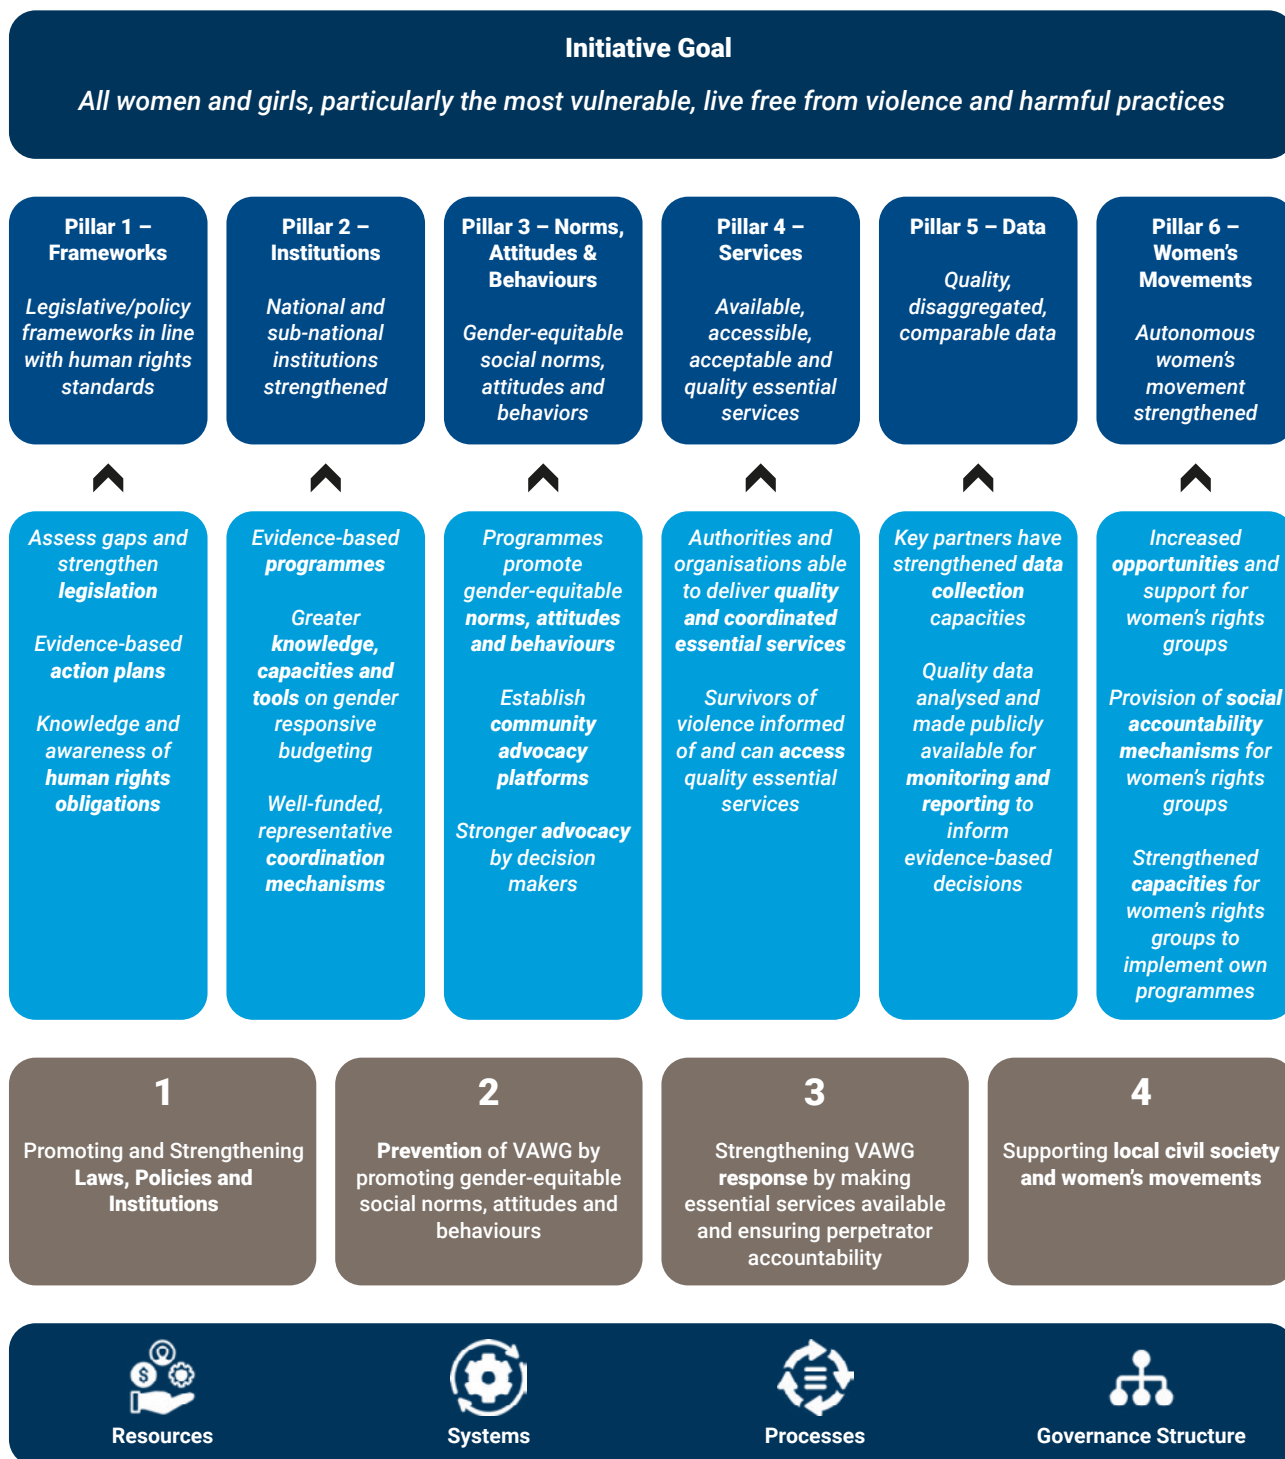 Initiative Goal
All women and girls, particularly the most vulnerable, live free from violence and harmful practices
Pillar 1 –
Frameworks
Legislative/policy
frameworks in line
with human rights
standards
Pillar 2 –
Institutions
National and
sub-national
institutions
strengthened
Pillar 3 – Norms,
Attitudes &
Behaviours
Gender-equitable
social norms,
attitudes and
behaviors
Pillar 4 –
Services
Available,
accessible,
acceptable and
quality essential
services
Pillar 5 – Data
Quality,
disaggregated,
comparable data
Pillar 6 –
Women’s
Movements
Autonomous
women’s
movement
strengthened
Assess gaps and
strengthen
legislation
Evidence-based
action plans
Knowledge and
awareness of
human rights
obligations
Evidence-based
programmes
Greater
knowledge,
capacities and
tools on gender
responsive
budgeting
Well-funded,
representative
coordination
mechanisms
Programmes
promote
gender-equitable
norms, attitudes
and behaviours
Establish
community
advocacy
platforms
Stronger advocacy
by decision
makers
Authorities and
organisations able
to deliver quality
and coordinated
essential services
Survivors of
violence informed
of and can access
quality essential
services
Key partners have
strengthened data
collection
capacities
Quality data
analysed and
made publicly
available for
monitoring and
reporting to
inform
evidence-based
decisions
Increased
opportunities and
support for
women’s rights
groups
Provision of social
accountability
mechanisms for
women’s rights
groups
Strengthened
capacities for
women’s rights
groups to
implement own
programmes
1
Promoting and Strengthening
Laws, Policies and
Institutions
2
Prevention of VAWG by
promoting gender-equitable
social norms, attitudes and
behaviours
3
Strengthening VAWG
response by making
essential services available
and ensuring perpetrator
accountability
4
Supporting local civil society
and women’s movements
$
Resources
Systems
Processes
Governance Structure